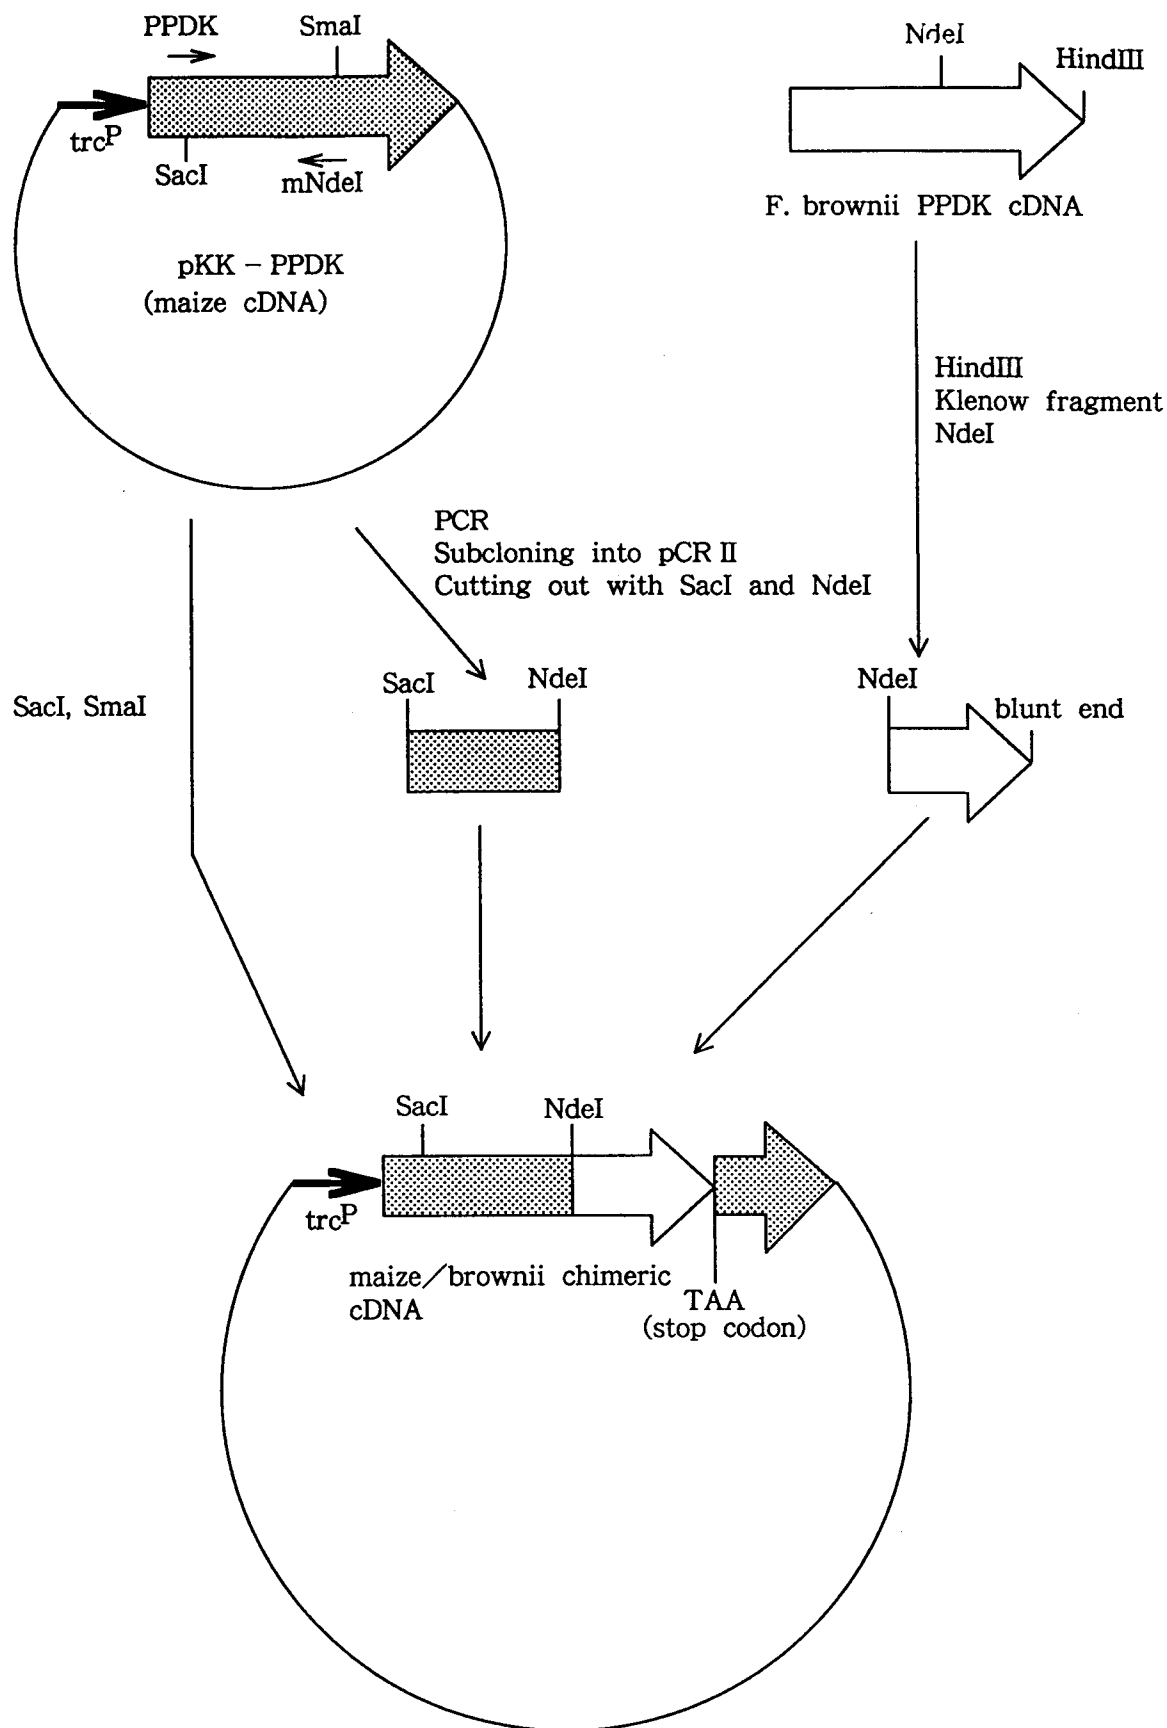 PPDK
SmaI
trcP
SacI
mNdeI
pKK – PPDK
(maize cDNA)
NdeI
HindIII
F. brownii PPDK cDNA
HindIII
Klenow fragment
NdeI
PCR
Subcloning into pCR II
Cutting out with SacI and NdeI
SacI, SmaI
SacI
NdeI
NdeI
blunt end
SacI
NdeI
trcP
maize/brownii chimeric
cDNA
TAA
(stop codon)